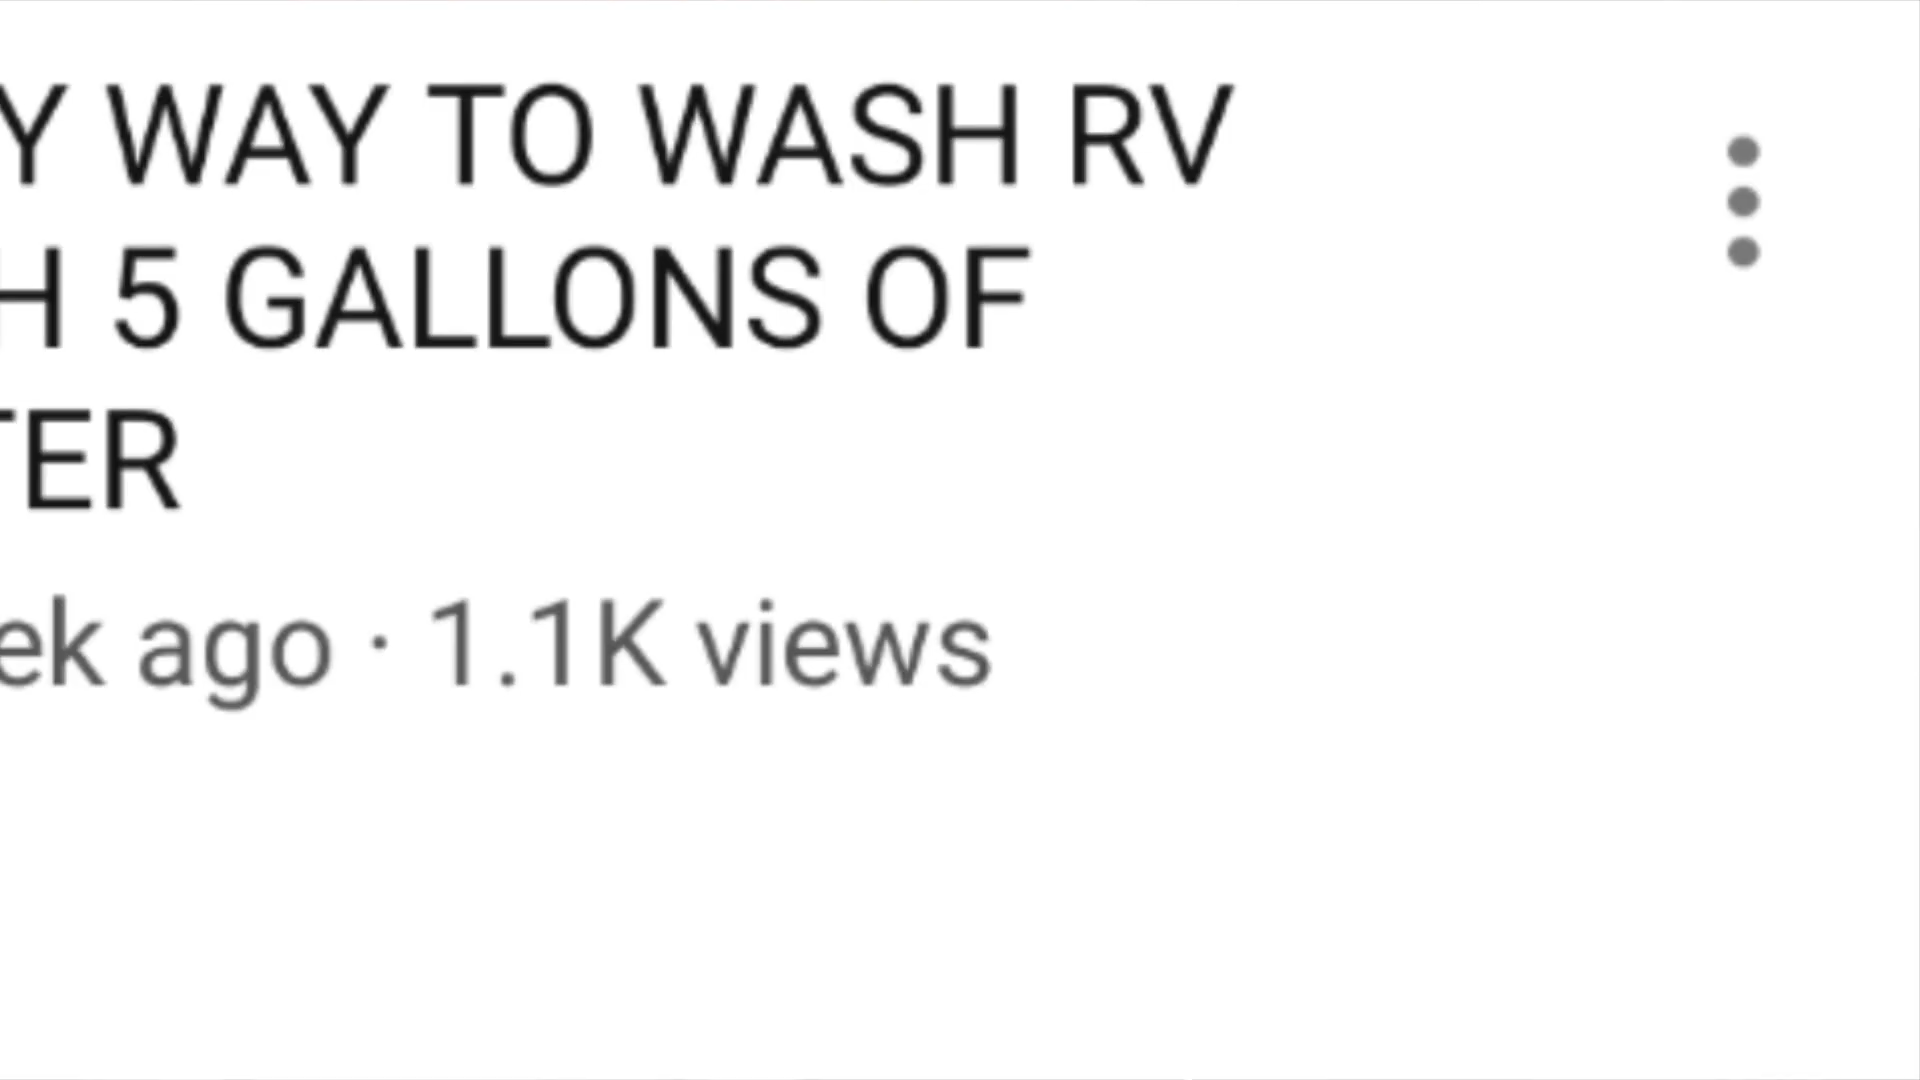 Y WAY TO WASH RV
H 5 GALLONS OF
TER
ek ago · 1.1K views